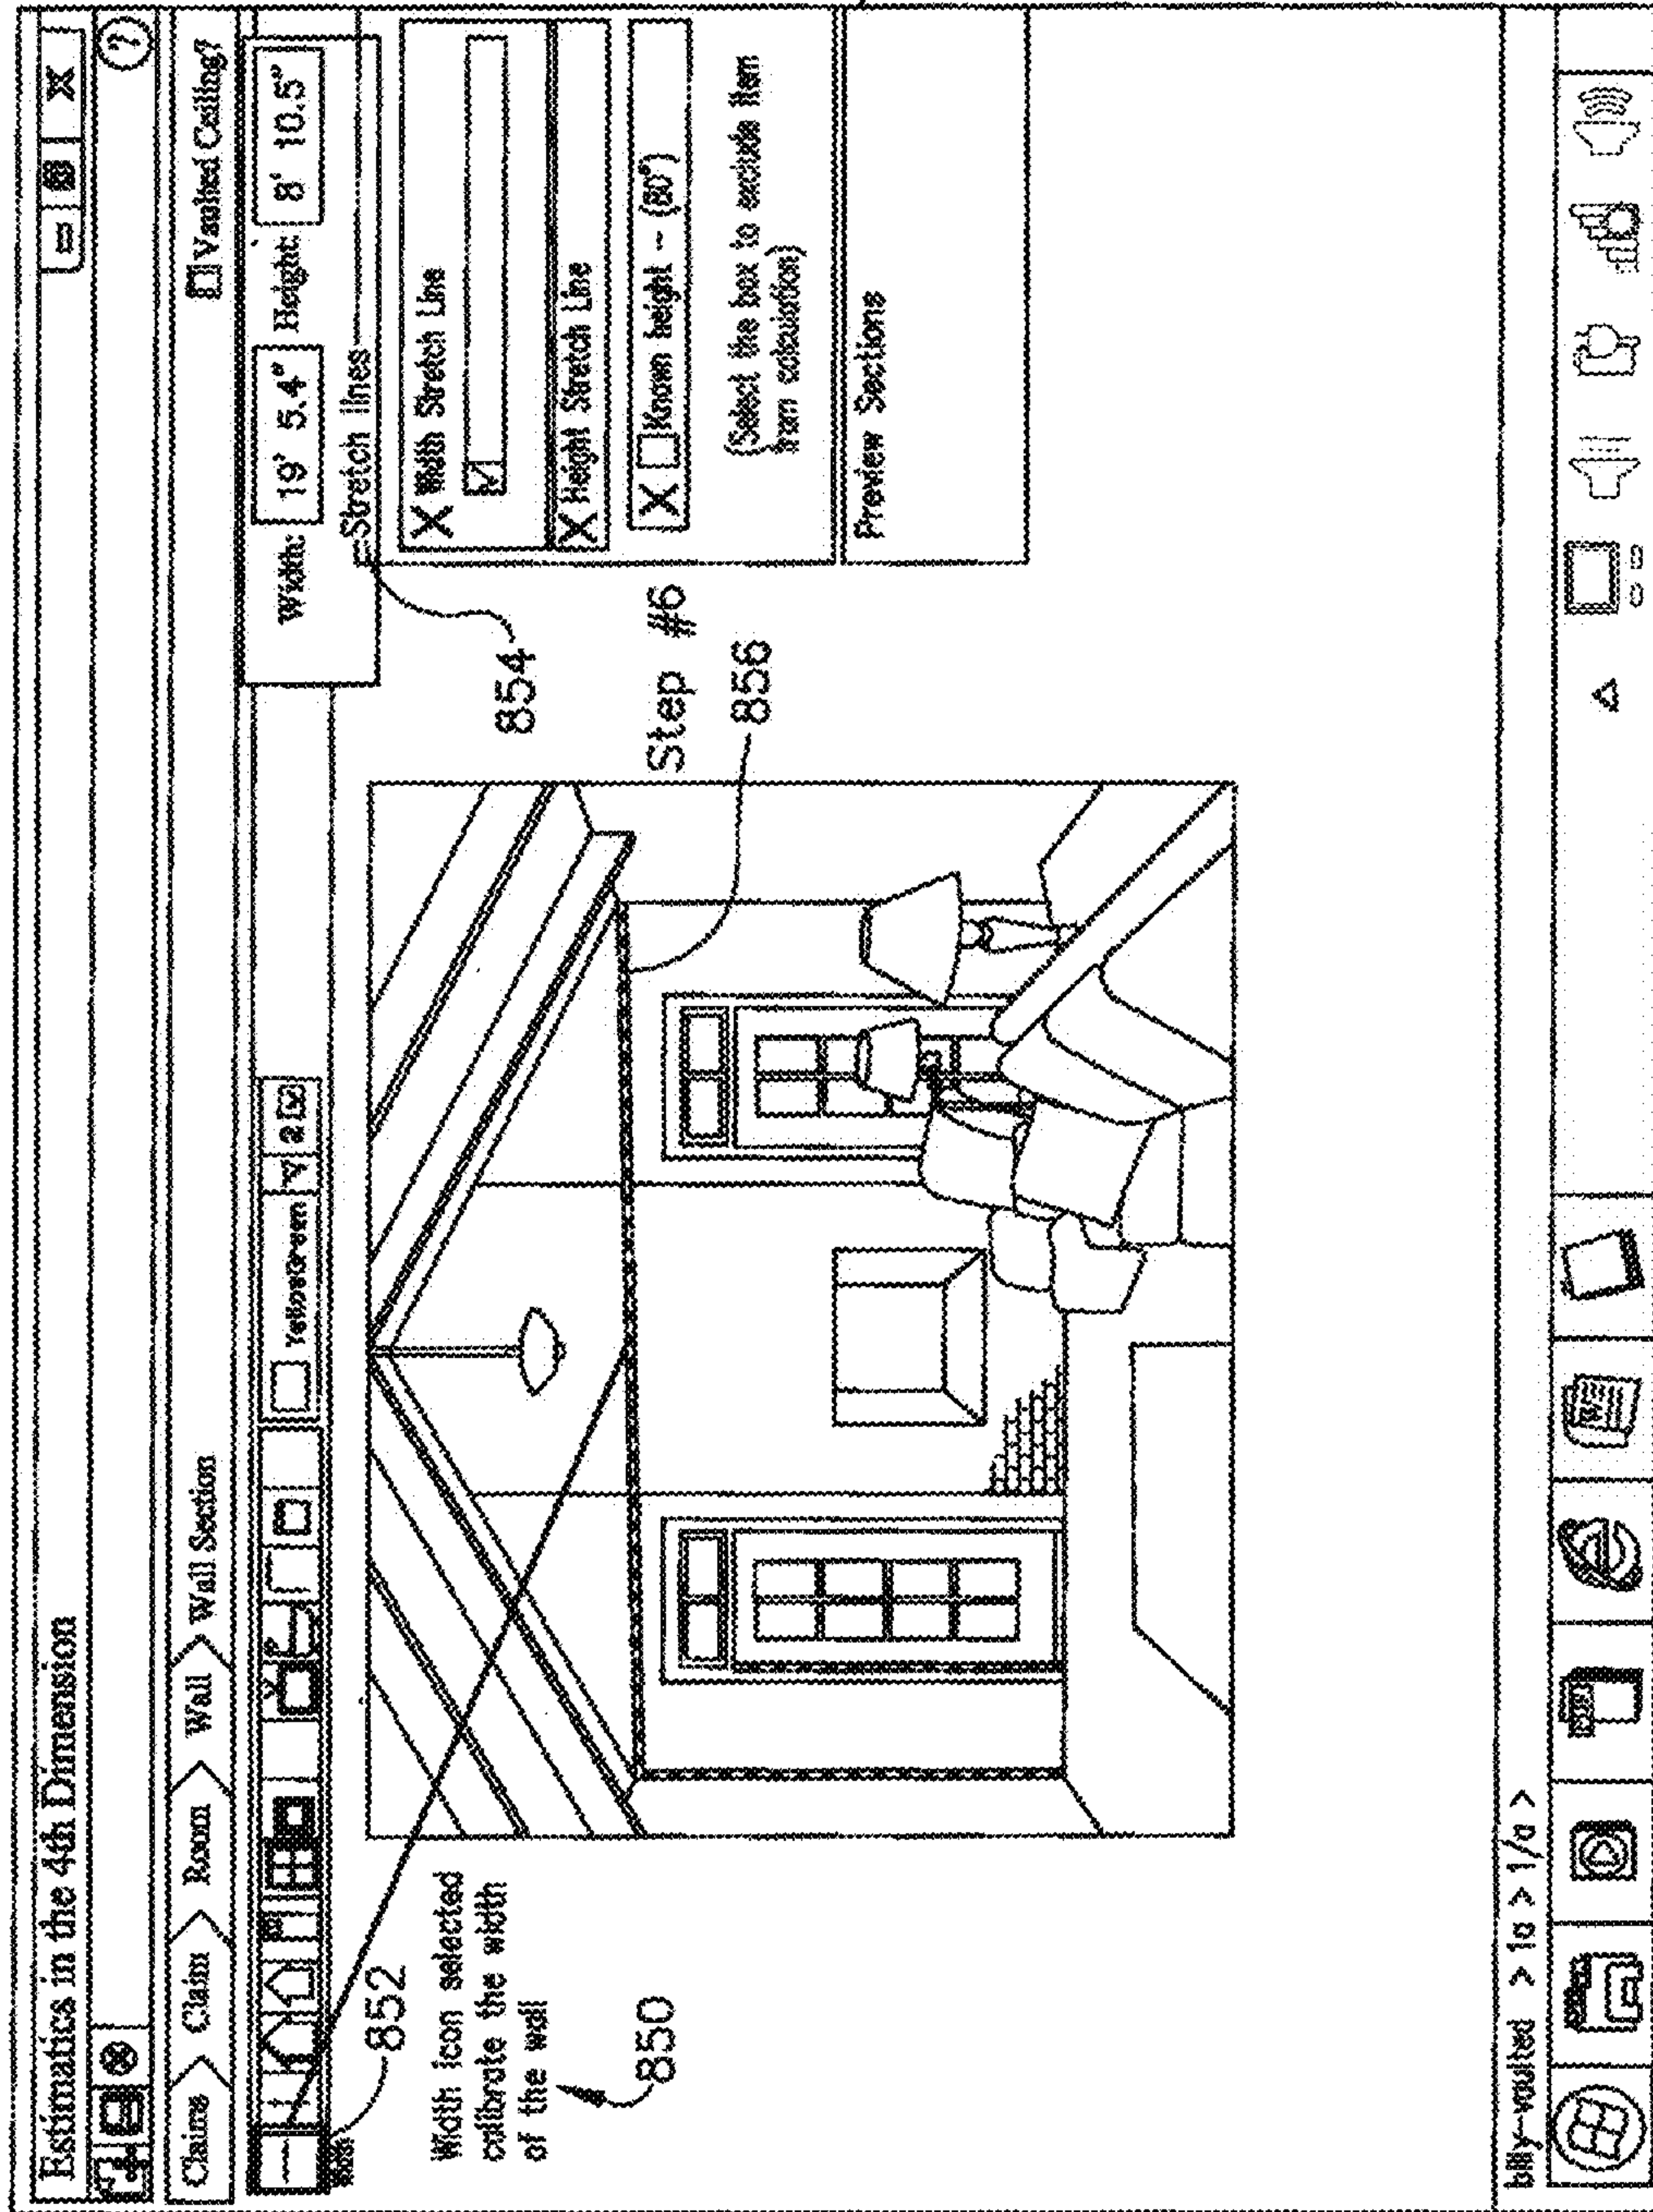 Estimatics in the 4th Dimension
?
Claims > Claim > Room > Wall > Wall Section
Vaulted Ceiling?
YellowGreen
2
Width: 19' 5.4" Height: 8' 10.5"
Stretch lines
852
Width icon selected
calibrate the width
of the wall
850
854
X Width Stretch Line
X Height Stretch Line
X Known height -- (80")
(Select the box to exclude item
from calculation)
Step #6
856
Preview Sections
billy-vaulted > 1a > 1/a >